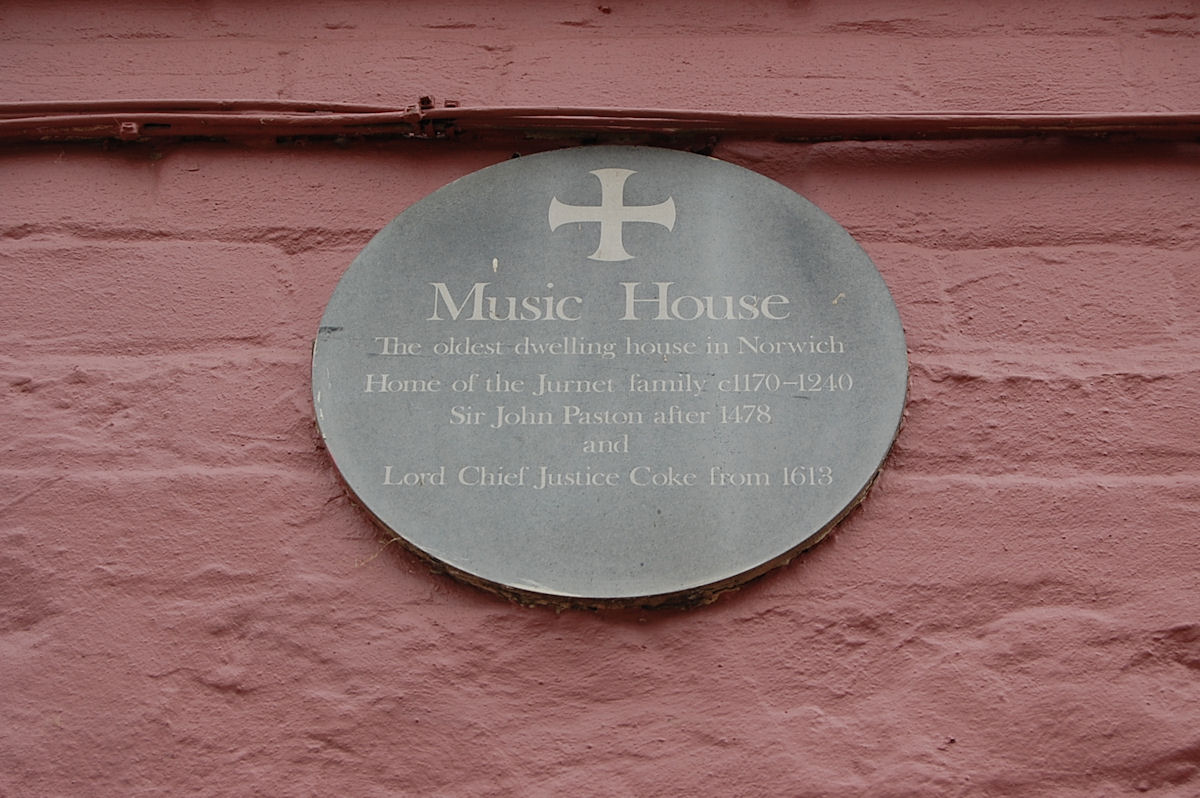 Music House
The oldest dwelling house in Norwich
Home of the Jurnet family c1170–1240
Sir John Paston after 1478
and
Lord Chief Justice Coke from 1613